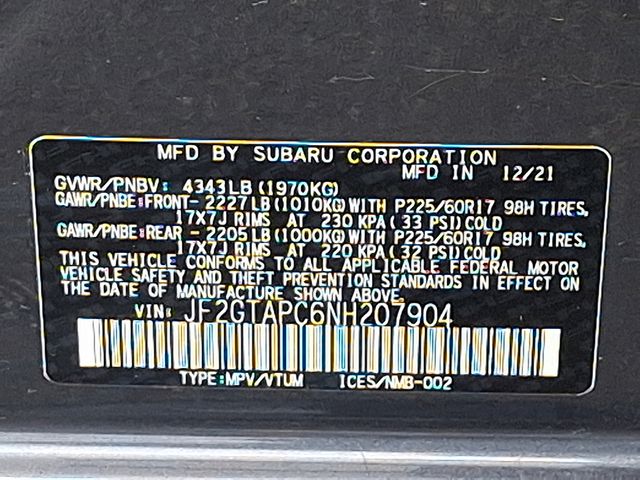 MFD BY SUBARU CORPORATION
MFD IN 12/21
GVWR/PNBV: 4343LB(1970KG)
GAWR/PNBE:FRONT- 2227LB(1010KG)WITH P225/60R17 98H TIRES,
17X7J RIMS AT 230 KPA(33 PSI)COLD
GAWR/PNBE:REAR - 2205LB(1000KG)WITH P225/60R17 98H TIRES,
17X7J RIMS AT 220 KPA(32 PSI)COLD
THIS VEHICLE CONFORMS TO ALL APPLICABLE FEDERAL MOTOR
VEHICLE SAFETY AND THEFT PREVENTION STANDARDS IN EFFECT ON
THE DATE OF MANUFACTURE SHOWN ABOVE.
VIN: JF2GTAPC6NH207904
TYPE:MPV/VTUM ICES/NMB-002